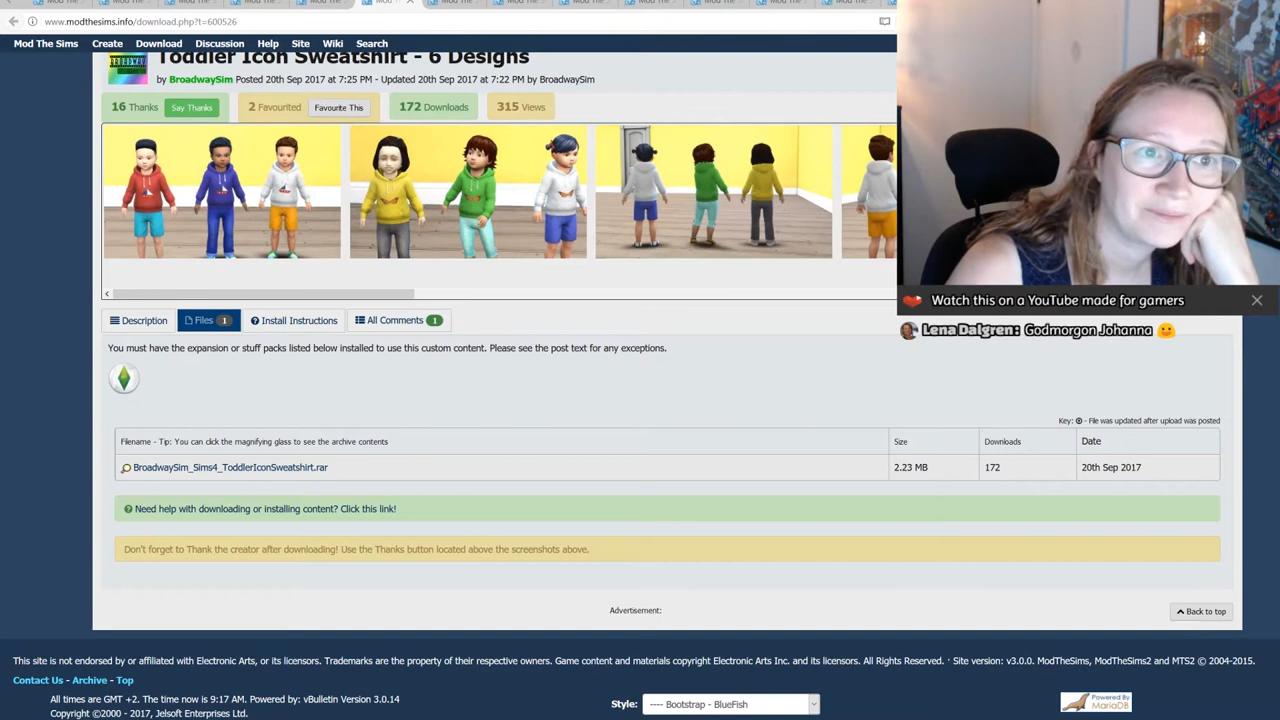 www.modthesims.info/download.php?t=600526
Mod The Sims Create Download Discussion Help Site Wiki Search
Toddler Icon Sweatshirt - 6 Designs
by BroadwaySim Posted 20th Sep 2017 at 7:25 PM - Updated 20th Sep 2017 at 7:22 PM by BroadwaySim
16 Thanks Say Thanks 2 Favourited Favourite This 172 Downloads 315 Views
Watch this on a YouTube made for gamers
Lena Dalgren: Godmorgon Johanna
Description Files 1 Install Instructions All Comments 1
You must have the expansion or stuff packs listed below installed to use this custom content. Please see the post text for any exceptions.
Key: - File was updated after upload was posted
Filename - Tip: You can click the magnifying glass to see the archive contents Size Downloads Date
BroadwaySim_Sims4_ToddlerIconSweatshirt.rar 2.23 MB 172 20th Sep 2017
Need help with downloading or installing content? Click this link!
Don't forget to Thank the creator after downloading! Use the Thanks button located above the screenshots above.
Advertisement:
Back to top
This site is not endorsed by or affiliated with Electronic Arts, or its licensors. Trademarks are the property of their respective owners. Game content and materials copyright Electronic Arts Inc. and its licensors. All Rights Reserved. · Site version: v3.0.0. ModTheSims, ModTheSims2 and MTS2 © 2004-2015.
Contact Us - Archive - Top
All times are GMT +2. The time now is 9:17 AM. Powered by: vBulletin Version 3.0.14
Copyright ©2000 - 2017, Jelsoft Enterprises Ltd.
Style: ---- Bootstrap - BlueFish
Powered By
MariaDB